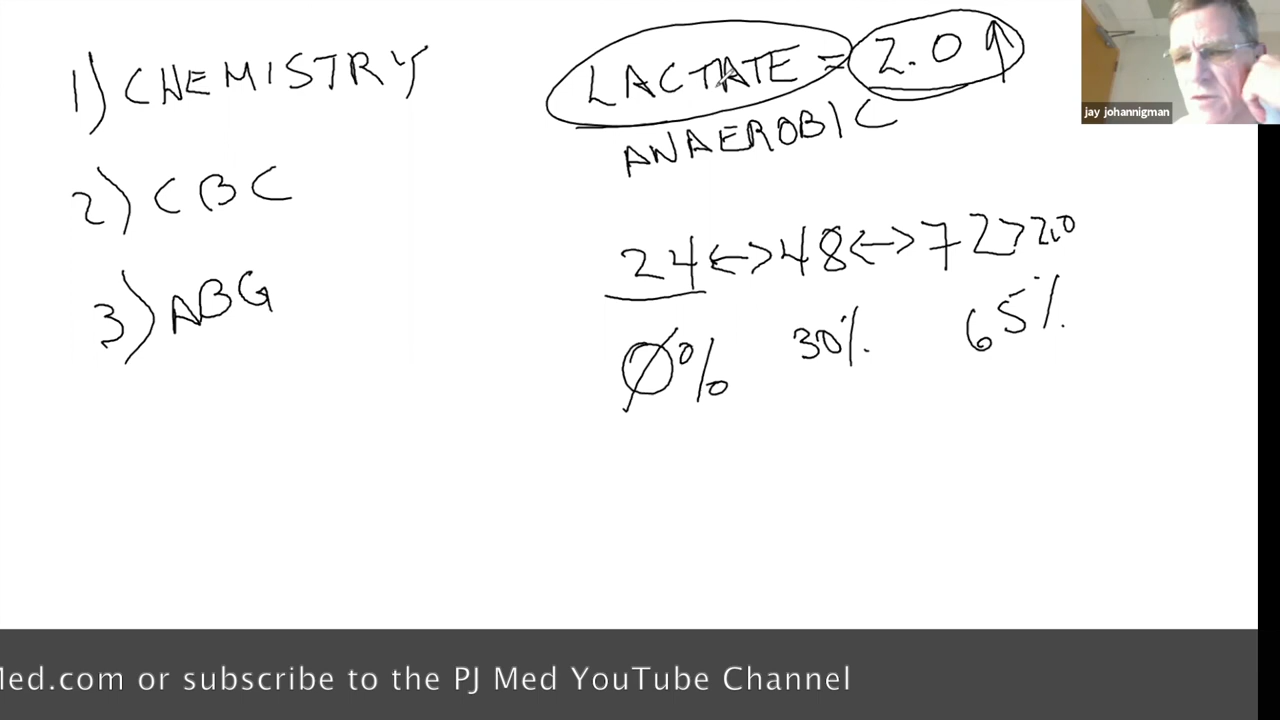 1) CHEMISTRY
2) CBC
3) ABG
LACTATE = 2.0 ↑
ANAEROBIC
24 <-> 48 <-> 72 > 2.0
0% 30% 65%
jay johannigman
Med.com or subscribe to the PJ Med YouTube Channel